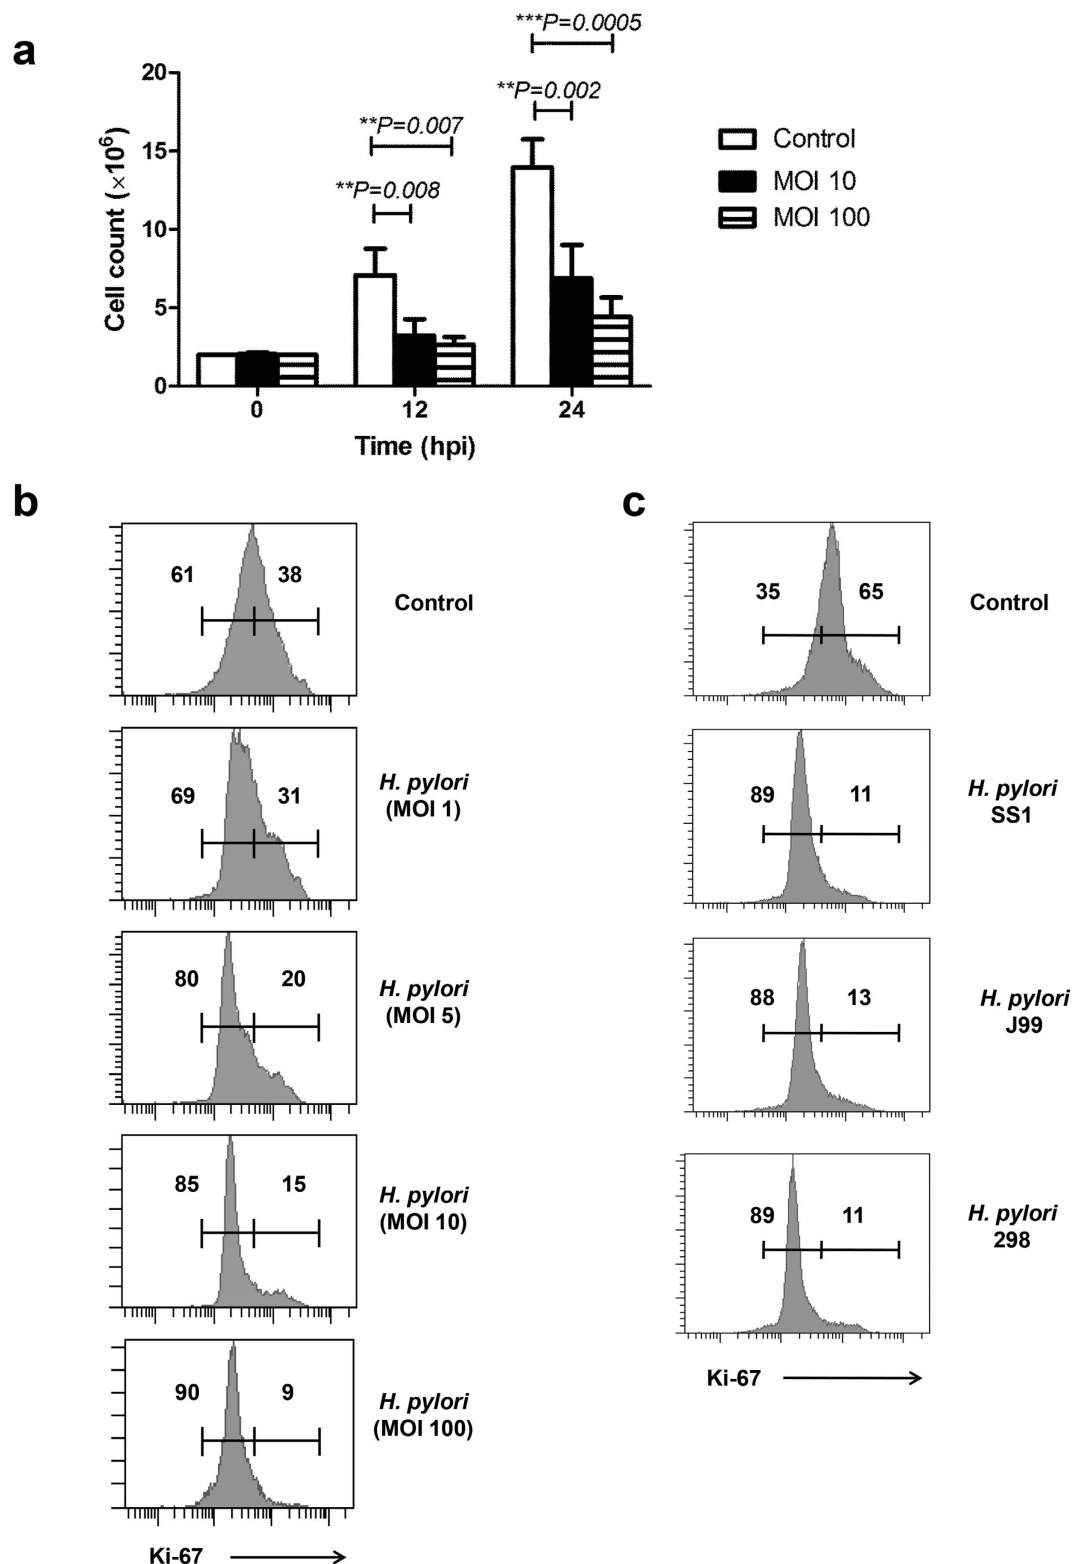 a
***P=0.0005
**P=0.002
**P=0.007
**P=0.008
20
15
10
5
0
Cell count (×10⁶)
0 12 24
Time (hpi)
Control
MOI 10
MOI 100
b
61 38
Control
69 31
H. pylori
(MOI 1)
80 20
H. pylori
(MOI 5)
85 15
H. pylori
(MOI 10)
90 9
H. pylori
(MOI 100)
Ki-67
c
35 65
Control
89 11
H. pylori
SS1
88 13
H. pylori
J99
89 11
H. pylori
298
Ki-67